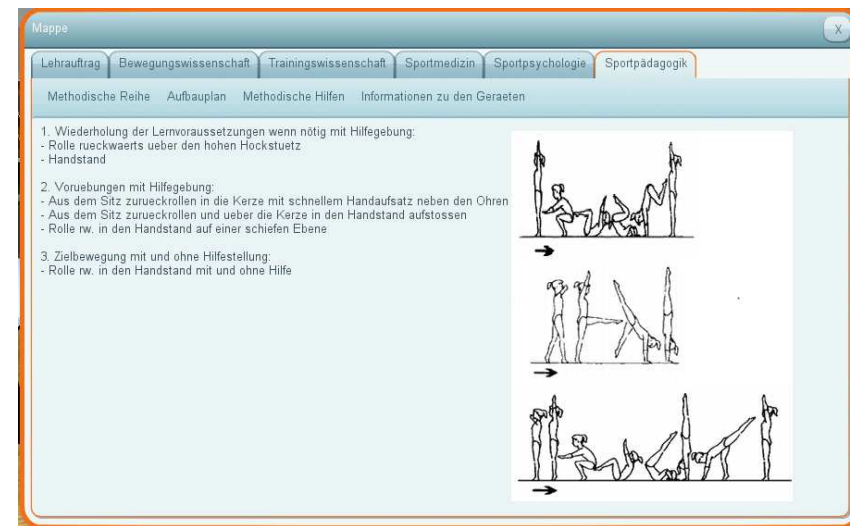 Mappe
X
Lehrauftrag Bewegungswissenschaft Trainingswissenschaft Sportmedizin Sportpsychologie Sportpädagogik
Methodische Reihe Aufbauplan Methodische Hilfen Informationen zu den Geraeten
1. Wiederholung der Lernvoraussetzungen wenn nötig mit Hilfegebung:
- Rolle rueckwaerts ueber den hohen Hockstuetz
- Handstand
2. Voruebungen mit Hilfegebung:
- Aus dem Sitz zurueckrollen in die Kerze mit schnellem Handaufsatz neben den Ohren
- Aus dem Sitz zurueckrollen und ueber die Kerze in den Handstand aufstossen
- Rolle rw. in den Handstand auf einer schiefen Ebene
3. Zielbewegung mit und ohne Hilfestellung:
- Rolle rw. in den Handstand mit und ohne Hilfe